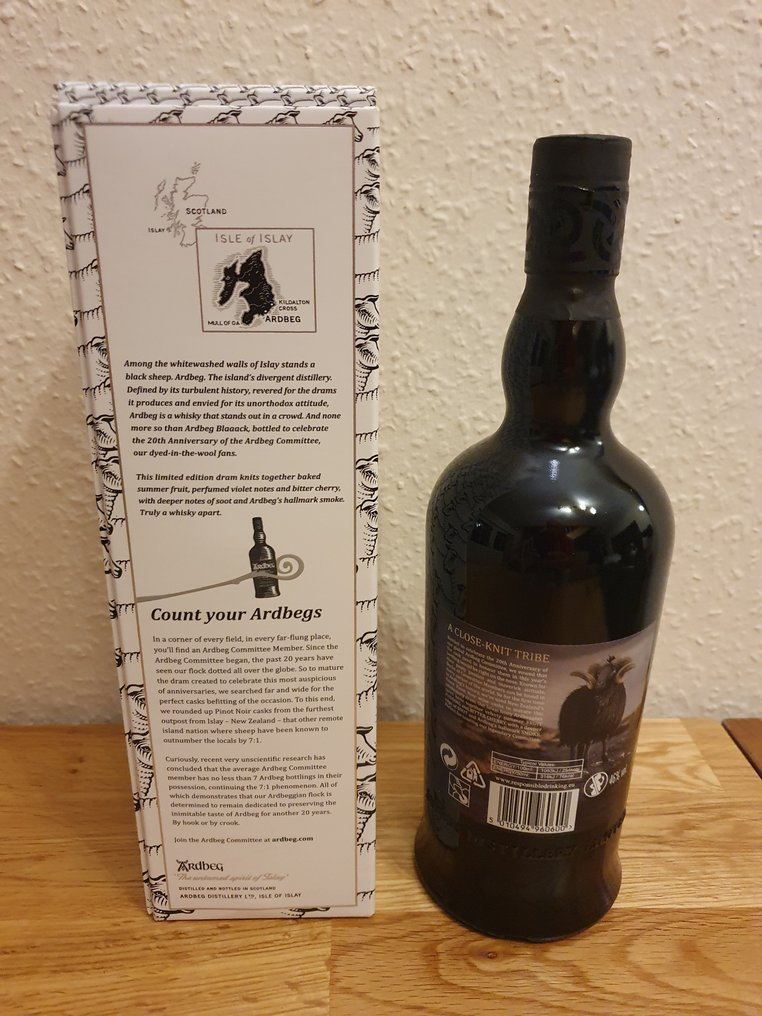 SCOTLAND
ISLAY
ISLE of ISLAY
KILDALTON
CROSS
MULL OF OA
ARDBEG
Among the whitewashed walls of Islay stands a
black sheep. Ardbeg. The island's divergent distillery.
Defined by its turbulent history, revered for the drams
it produces and envied for its unorthodox attitude,
Ardbeg is a whisky that stands out in a crowd. And none
more so than Ardbeg Blaaack, bottled to celebrate
the 20th Anniversary of the Ardbeg Committee,
our dyed-in-the-wool fans.
This limited edition dram knits together baked
summer fruit, perfumed violet notes and bitter cherry,
with deeper notes of soot and Ardbeg's hallmark smoke.
Truly a whisky apart.
ARDBEG
Count your Ardbegs
In a corner of every field, in every far-flung place,
you'll find an Ardbeg Committee Member. Since the
Ardbeg Committee began, the past 20 years have
seen our flock dotted all over the globe. So to mature
the dram created to celebrate this most auspicious
of anniversaries, we searched far and wide for the
perfect casks befitting of the occasion. To this end,
we rounded up Pinot Noir casks from the furthest
outpost from Islay – New Zealand – that other remote
island nation where sheep have been known to
outnumber the locals by 7:1.
Curiously, recent very unscientific research has
concluded that the average Ardbeg Committee
member has no less than 7 Ardbeg bottlings in their
possession, continuing the 7:1 phenomenon. All of
which demonstrates that our Ardbeggian flock is
determined to remain dedicated to preserving the
inimitable taste of Ardbeg for another 20 years.
By hook or by crook.
Join the Ardbeg Committee at ardbeg.com
ARDBEG
"The untamed spirit of Islay"
DISTILLED AND BOTTLED IN SCOTLAND
ARDBEG DISTILLERY LTD, ISLE OF ISLAY
A CLOSE-KNIT TRIBE
www.responsibledrinking.eu
46%
5 010494 960600